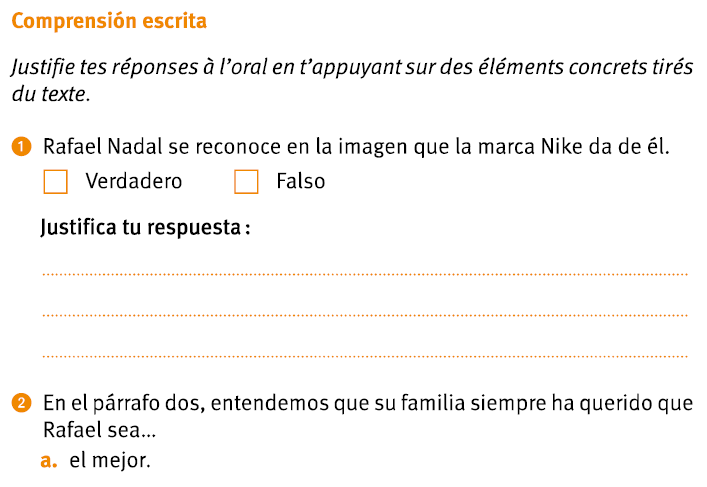 Comprensión escrita
Justifie tes réponses à l'oral en t'appuyant sur des éléments concrets tirés
du texte.
1 Rafael Nadal se reconoce en la imagen que la marca Nike da de él.
Verdadero Falso
Justifica tu respuesta :
2 En el párrafo dos, entendemos que su familia siempre ha querido que
Rafael sea...
a. el mejor.